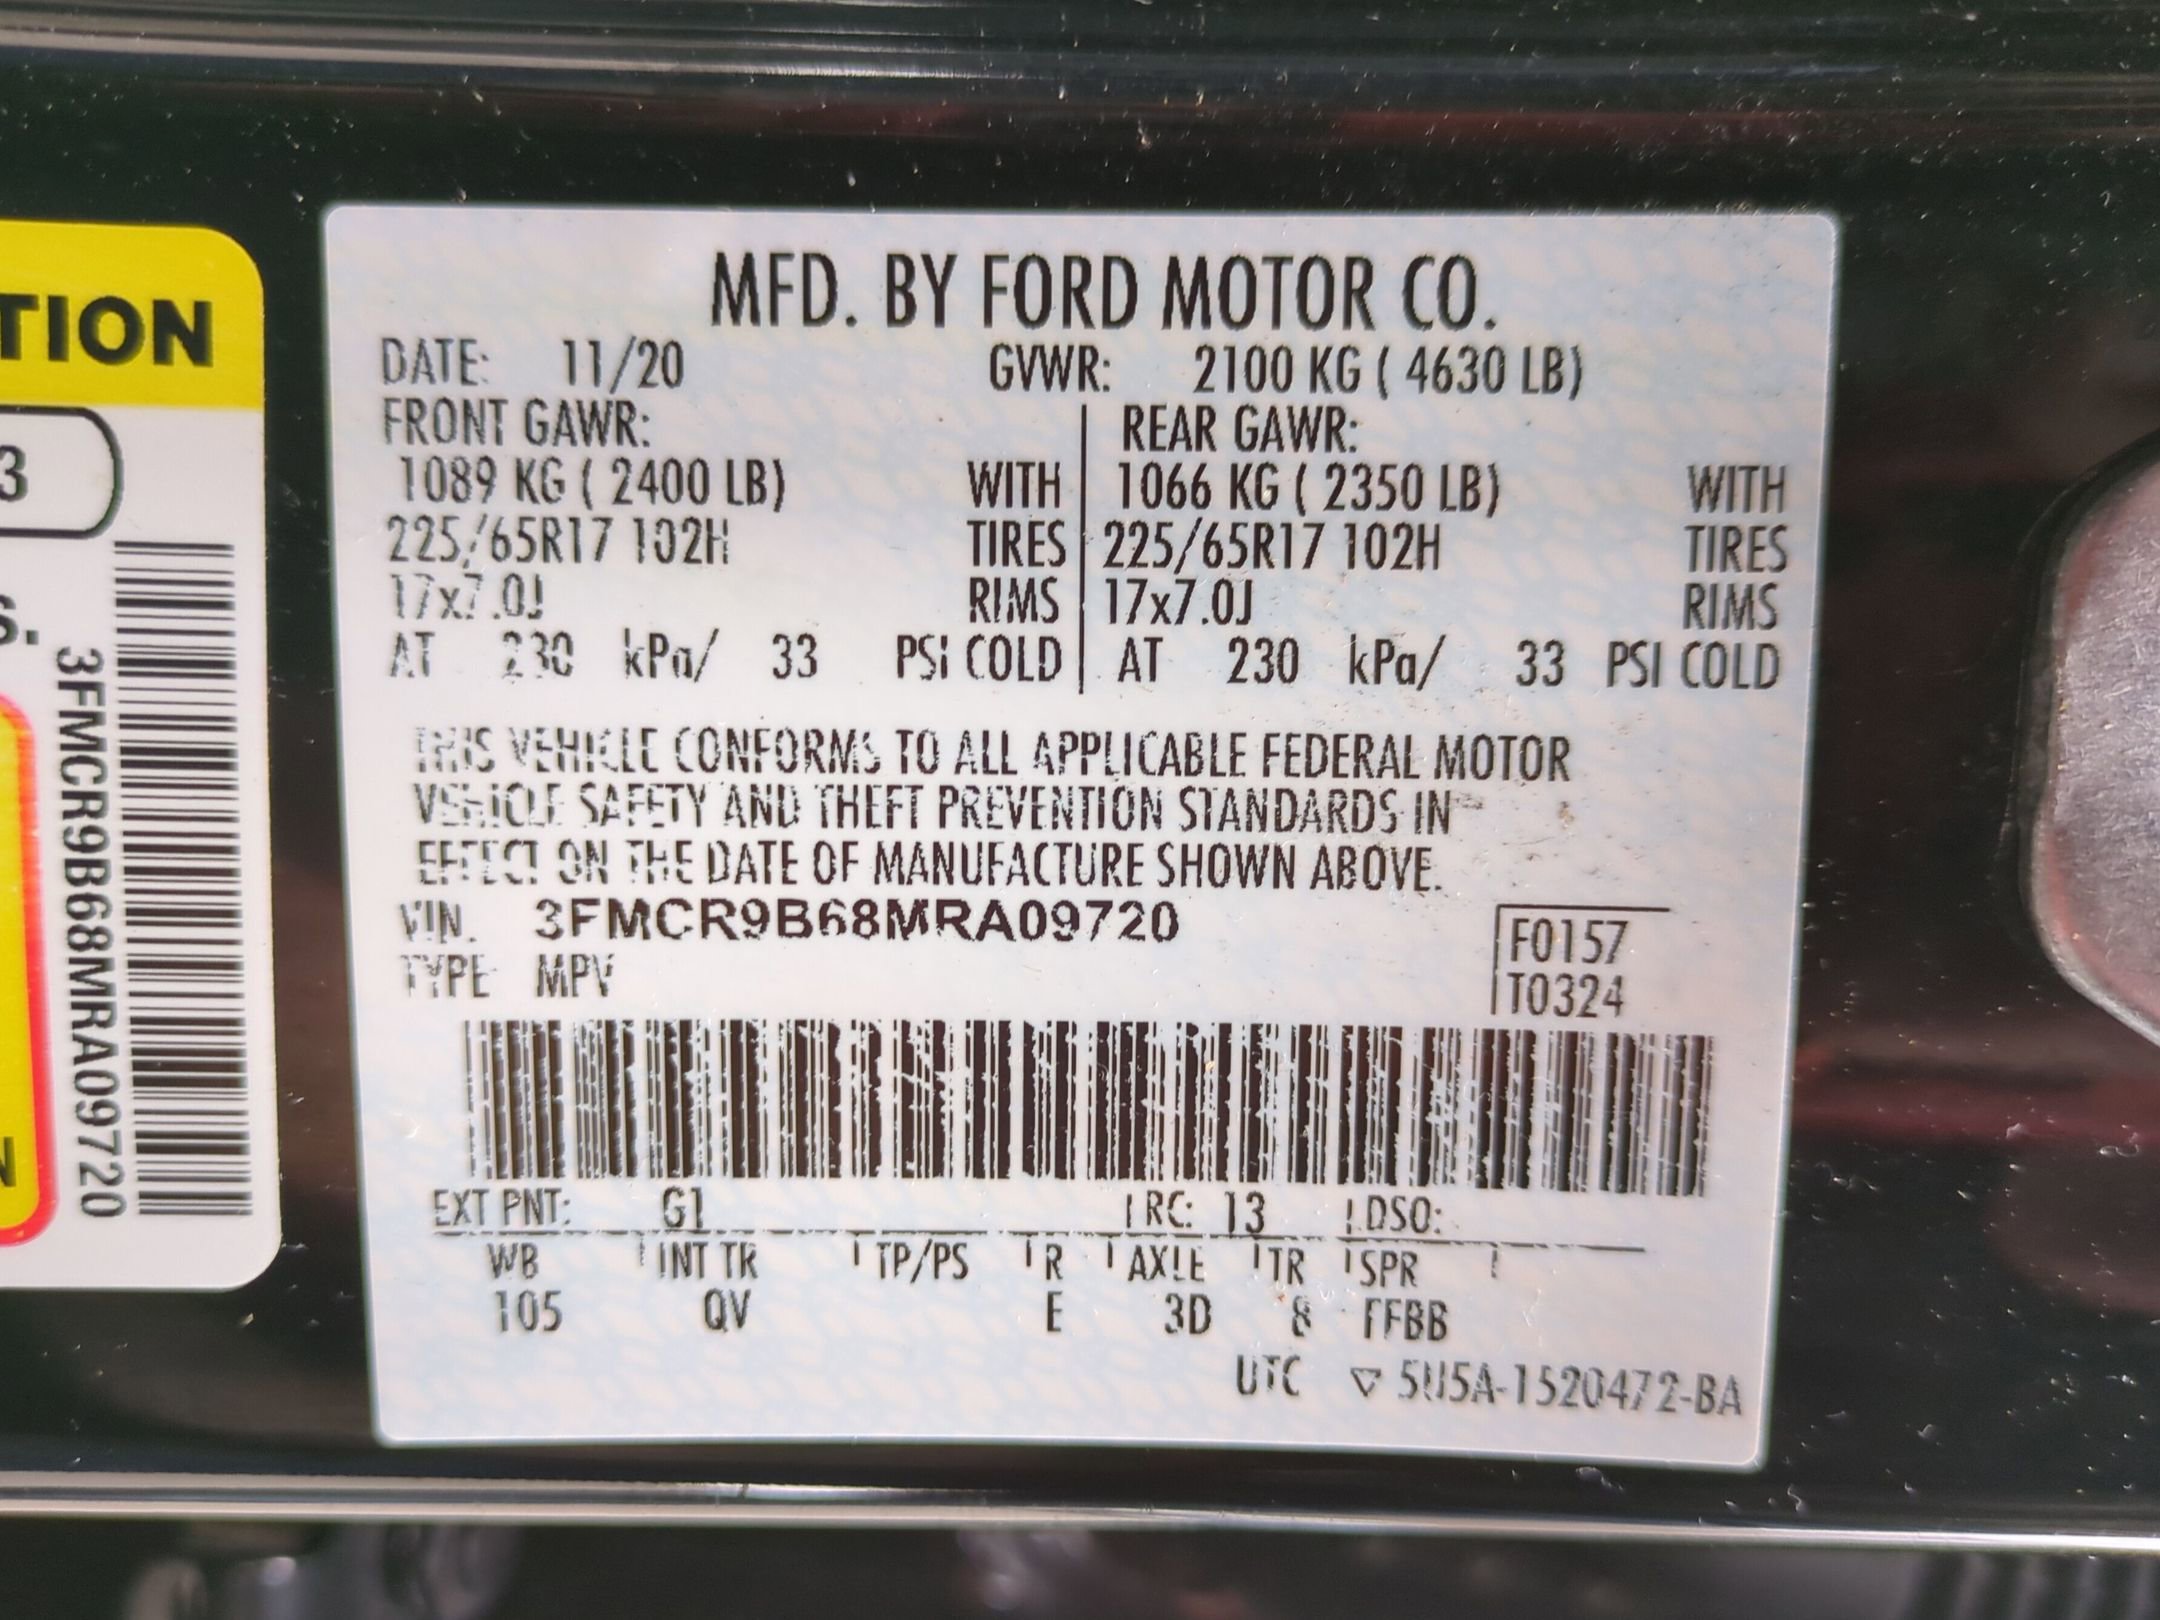 TION
3
S.
N
3FMCR9B68MRA09720
MFD. BY FORD MOTOR CO.
DATE: 11/20 GVWR: 2100 KG ( 4630 LB)
FRONT GAWR: REAR GAWR:
1089 KG ( 2400 LB) WITH 1066 KG ( 2350 LB) WITH
225/65R17 102H TIRES 225/65R17 102H TIRES
17x7.0J RIMS 17x7.0J RIMS
AT 230 kPa/ 33 PSI COLD AT 230 kPa/ 33 PSI COLD
THIS VEHICLE CONFORMS TO ALL APPLICABLE FEDERAL MOTOR
VEHICLE SAFETY AND THEFT PREVENTION STANDARDS IN
EFFECT ON THE DATE OF MANUFACTURE SHOWN ABOVE.
VIN. 3FMCR9B68MRA09720
TYPE MPV
F0157
T0324
EXT PNT: G1 RC: 13 DSO:
WB INT TR TP/PS R AXLE TR SPR
105 QV E 3D 8 FFBB
UTC ▽ 5U5A-1520472-BA